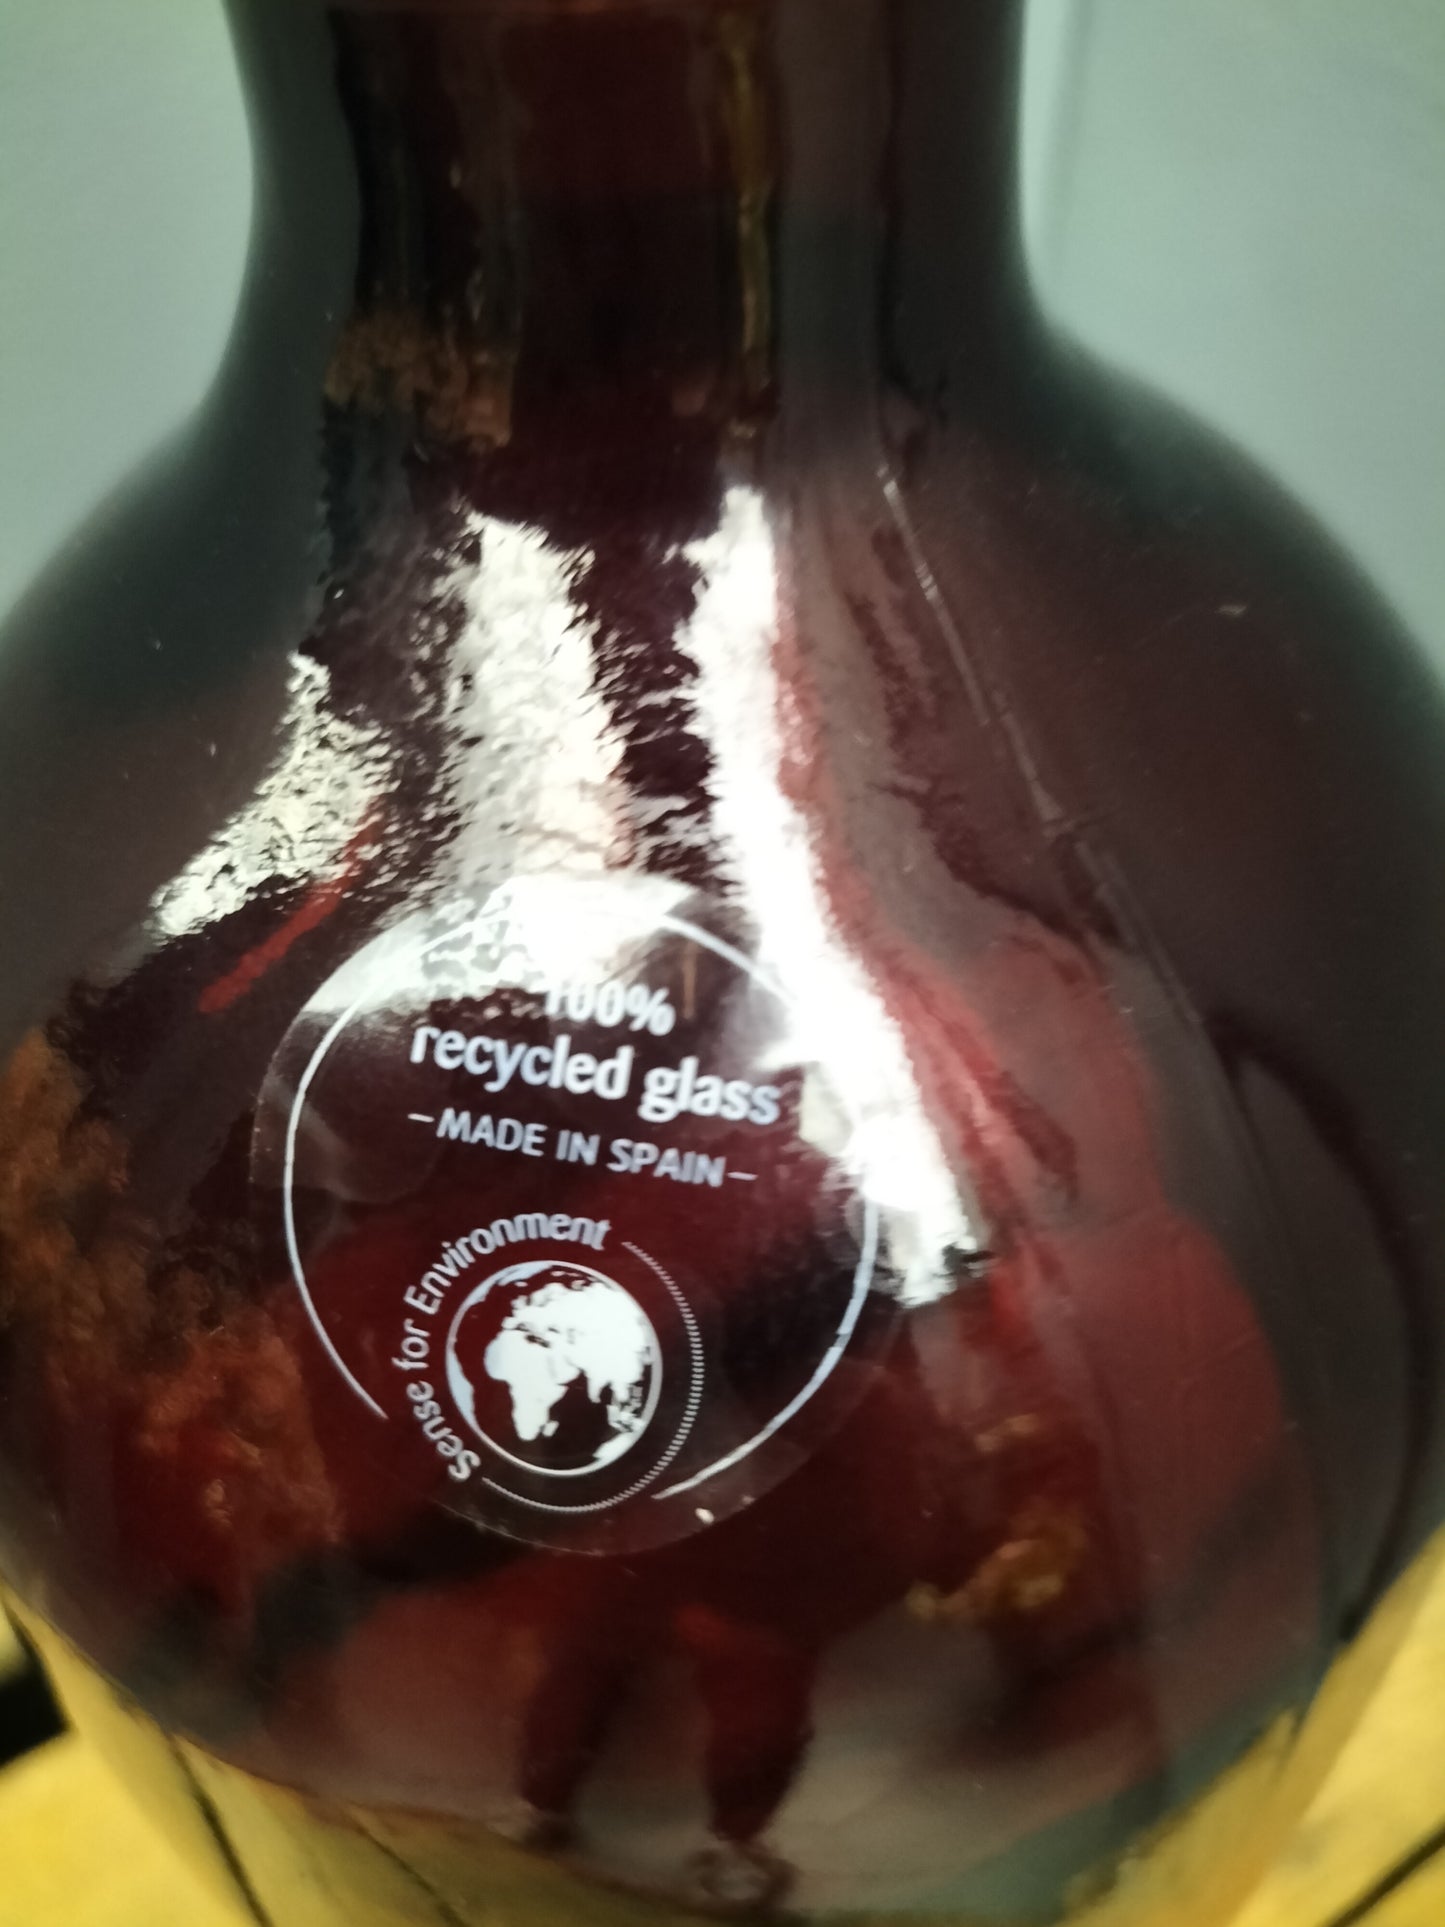 100%
recycled glass
–MADE IN SPAIN–
Sense for Environment